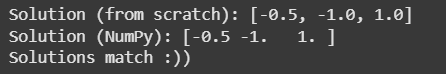 Solution (from scratch): [-0.5, -1.0, 1.0]
Solution (NumPy): [-0.5 -1.   1. ]
Solutions match :))